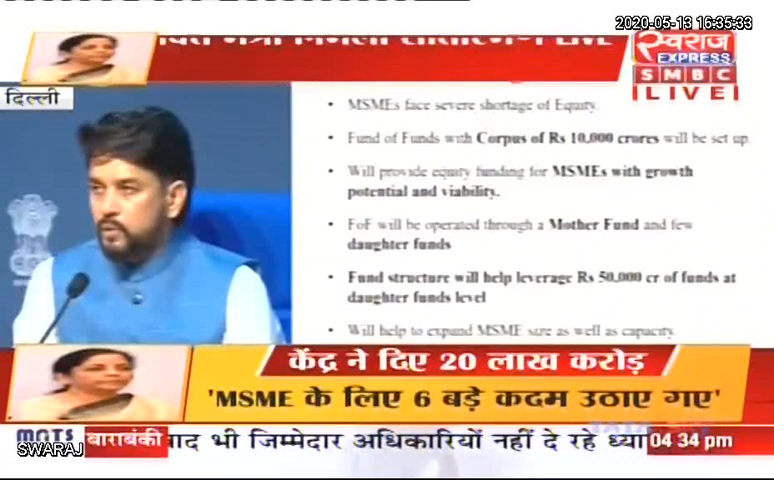 2020-05-13 16:35:33
LIVE
स्वराज
EXPRESS
SMBC
LIVE
दिल्ली
• MSMEs face severe shortage of Equity.
• Fund of Funds with Corpus of Rs 10,000 crores will be set up.
• Will provide equity funding for MSMEs with growth
potential and viability.
• FoF will be operated through a Mother Fund and few
daughter funds
• Fund structure will help leverage Rs 50,000 cr of funds at
daughter funds level
• Will help to expand MSME size as well as capacity.
केंद्र ने दिए 20 लाख करोड़
'MSME के लिए 6 बड़े कदम उठाए गए'
बाराबंकी
भी जिम्मेदार अधिकारियों नहीं दे रहे
04:34 pm
SWARAJ